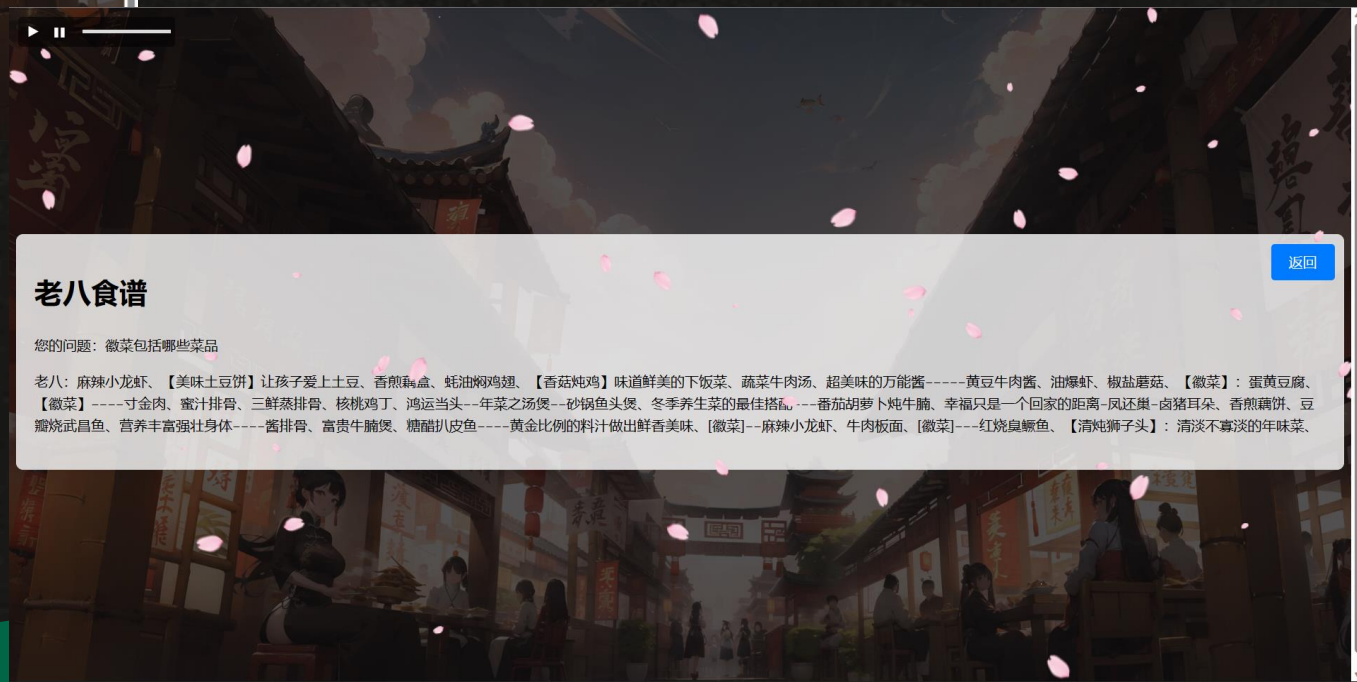 返回
老八食谱
您的问题：徽菜包括哪些菜品
老八：麻辣小龙虾、【美味土豆饼】让孩子爱上土豆、香煎藕盒、蚝油焖鸡翅、【香菇炖鸡】味道鲜美的下饭菜、蔬菜牛肉汤、超美味的万能酱-----黄豆牛肉酱、油爆虾、椒盐蘑菇、【徽菜】：蛋黄豆腐、
【徽菜】----寸金肉、蜜汁排骨、三鲜蒸排骨、核桃鸡丁、鸿运当头--年菜之汤煲--砂锅鱼头煲、冬季养生菜的最佳搭配---番茄胡萝卜炖牛腩、幸福只是一个回家的距离-凤还巢-卤猪耳朵、香煎藕饼、豆
瓣烧武昌鱼、营养丰富强壮身体----酱排骨、富贵牛腩煲、糖醋扒皮鱼----黄金比例的料汁做出鲜香美味、[徽菜]--麻辣小龙虾、牛肉板面、[徽菜]---红烧臭鳜鱼、【清炖狮子头】：清淡不寡淡的年味菜、